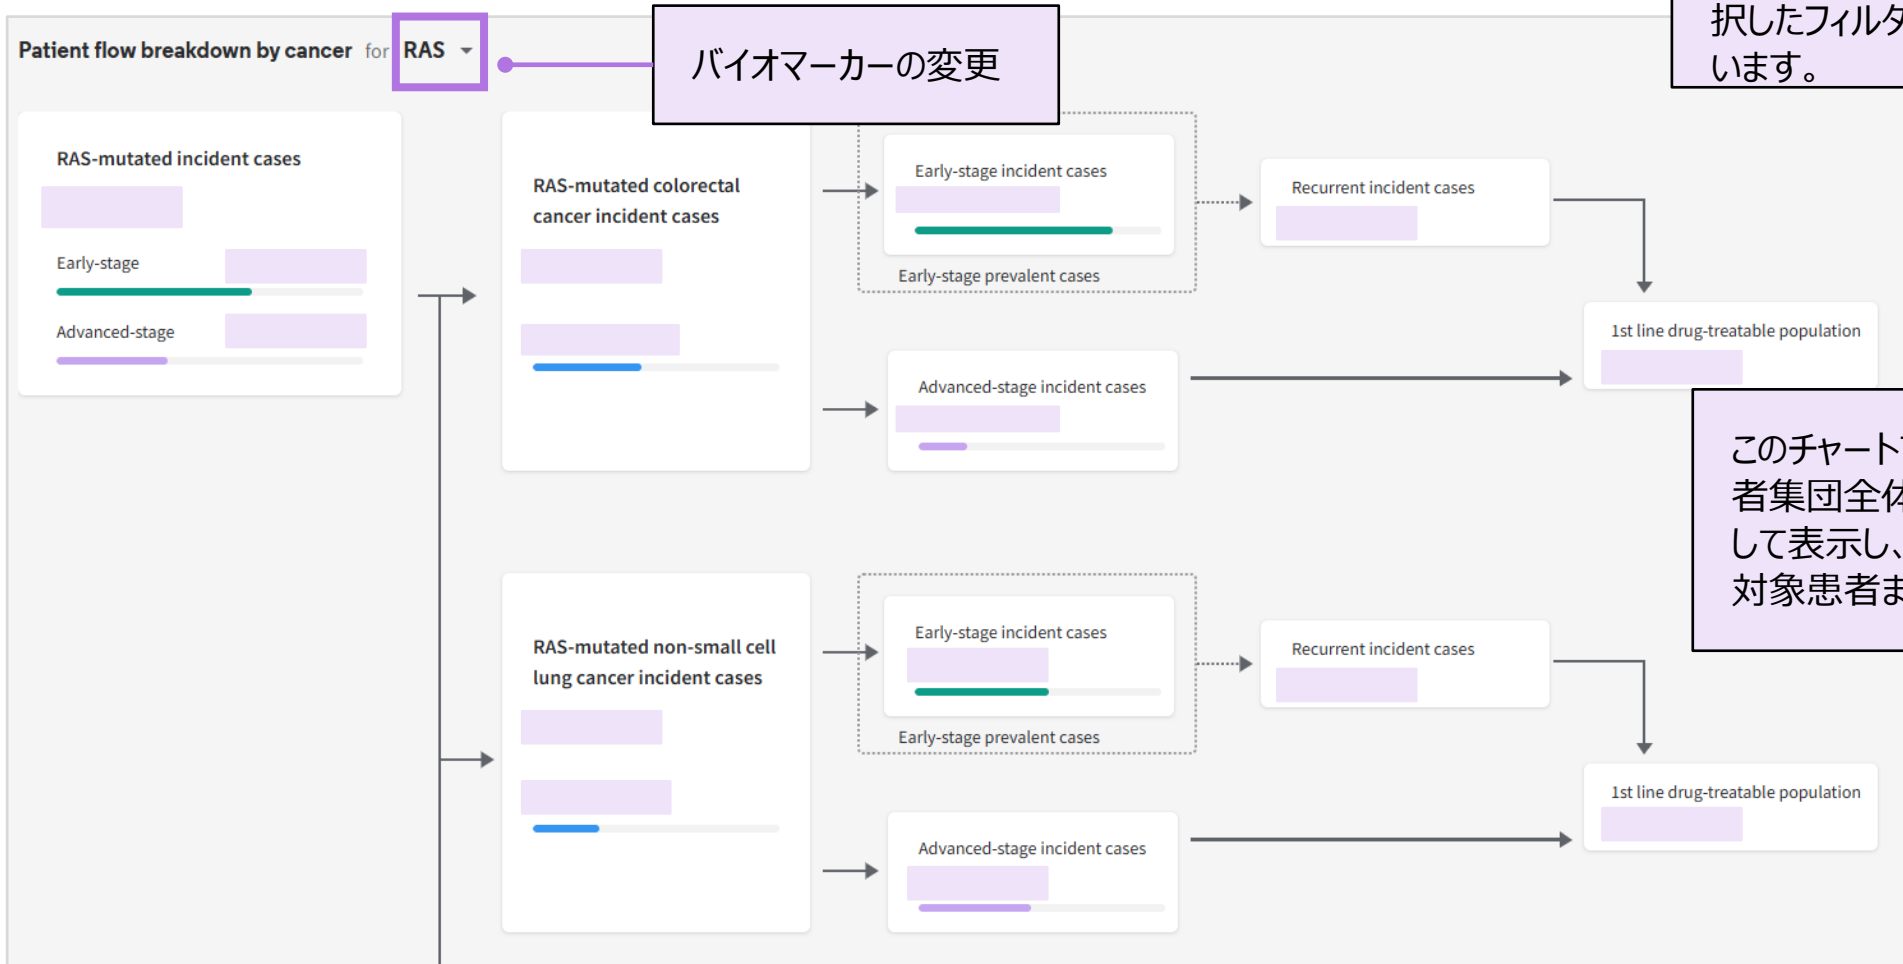 Patient flow breakdown by cancer for RAS
バイオマーカーの変更
択したフィルタ
います。
RAS-mutated incident cases
Early-stage
Advanced-stage
RAS-mutated colorectal
cancer incident cases
Early-stage incident cases
Early-stage prevalent cases
Recurrent incident cases
Advanced-stage incident cases
1st line drug-treatable population
このチャート
者集団全体
して表示し、
対象患者ま
RAS-mutated non-small cell
lung cancer incident cases
Early-stage incident cases
Early-stage prevalent cases
Recurrent incident cases
Advanced-stage incident cases
1st line drug-treatable population